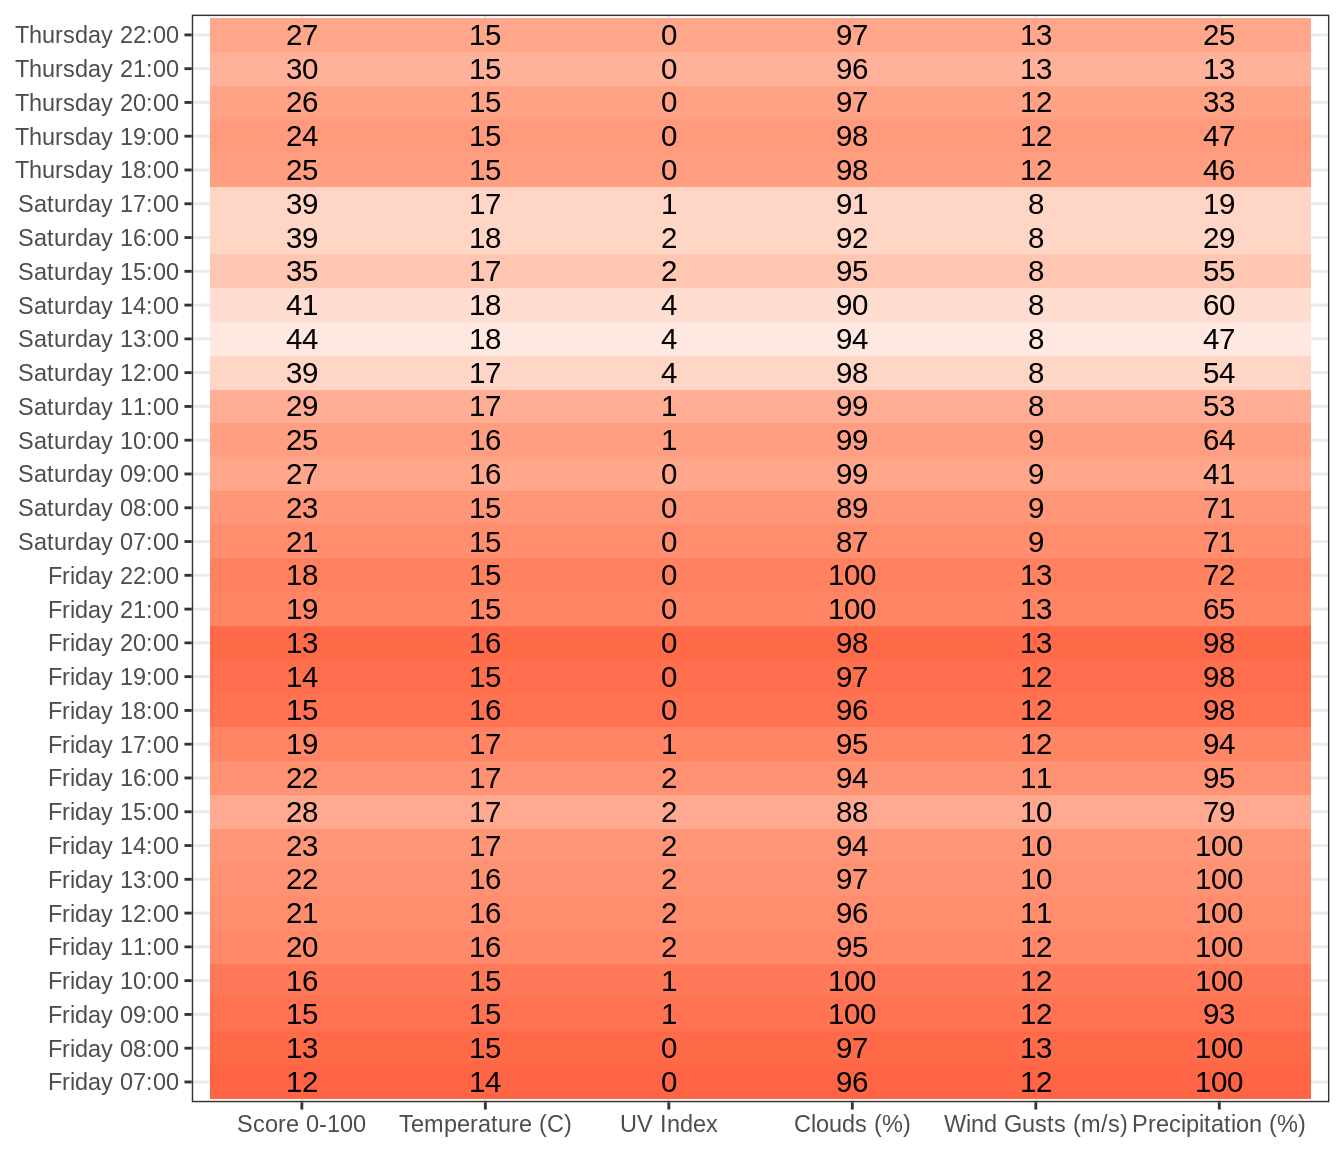 Thursday 22:00 27 15 0 97 13 25
Thursday 21:00 30 15 0 96 13 13
Thursday 20:00 26 15 0 97 12 33
Thursday 19:00 24 15 0 98 12 47
Thursday 18:00 25 15 0 98 12 46
Saturday 17:00 39 17 1 91 8 19
Saturday 16:00 39 18 2 92 8 29
Saturday 15:00 35 17 2 95 8 55
Saturday 14:00 41 18 4 90 8 60
Saturday 13:00 44 18 4 94 8 47
Saturday 12:00 39 17 4 98 8 54
Saturday 11:00 29 17 1 99 8 53
Saturday 10:00 25 16 1 99 9 64
Saturday 09:00 27 16 0 99 9 41
Saturday 08:00 23 15 0 89 9 71
Saturday 07:00 21 15 0 87 9 71
Friday 22:00 18 15 0 100 13 72
Friday 21:00 19 15 0 100 13 65
Friday 20:00 13 16 0 98 13 98
Friday 19:00 14 15 0 97 12 98
Friday 18:00 15 16 0 96 12 98
Friday 17:00 19 17 1 95 12 94
Friday 16:00 22 17 2 94 11 95
Friday 15:00 28 17 2 88 10 79
Friday 14:00 23 17 2 94 10 100
Friday 13:00 22 16 2 97 10 100
Friday 12:00 21 16 2 96 11 100
Friday 11:00 20 16 2 95 12 100
Friday 10:00 16 15 1 100 12 100
Friday 09:00 15 15 1 100 12 93
Friday 08:00 13 15 0 97 13 100
Friday 07:00 12 14 0 96 12 100
Score 0-100 Temperature (C) UV Index Clouds (%) Wind Gusts (m/s) Precipitation (%)